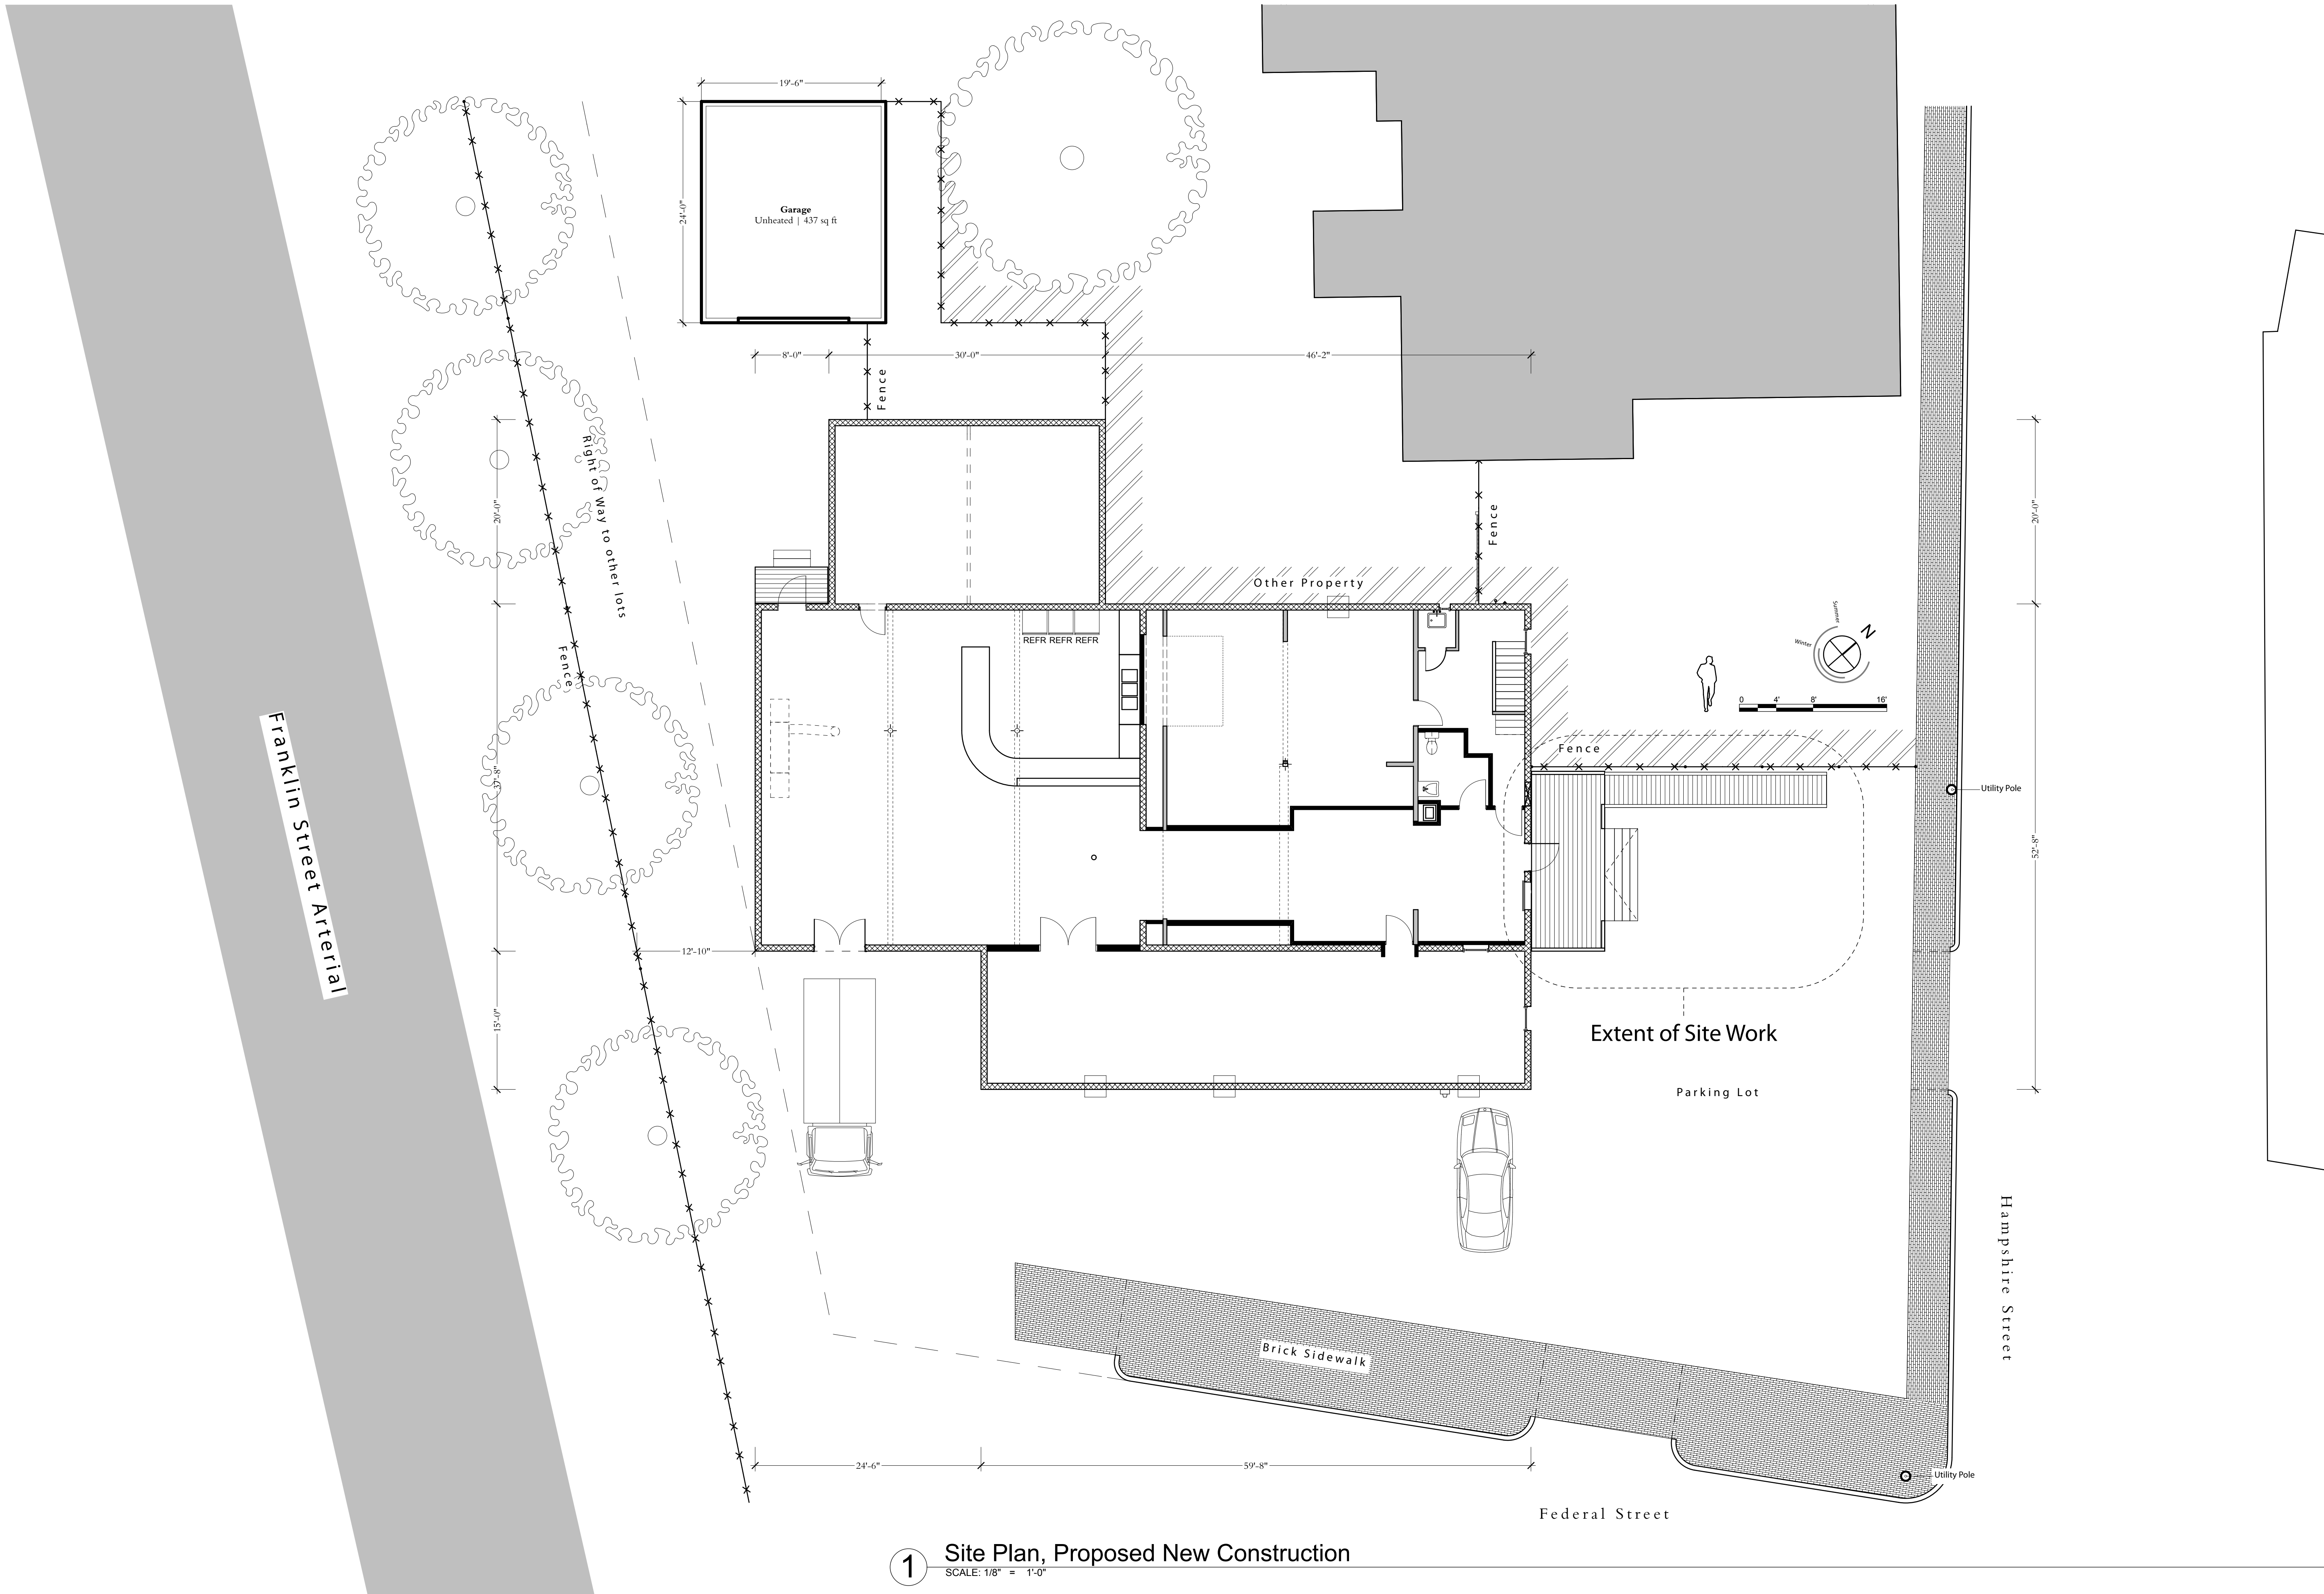 19'-6"
24'-0"
Garage
Unheated | 437 sq ft
8'-0"
30'-0"
46'-2"
Fence
Right of Way to other lots
20'-0"
20'-0"
Fence
Other Property
Summer
Winter
N
REFR REFR REFR
Fence
0 4' 8' 16'
Franklin Street Arterial
37'-8"
Fence
Utility Pole
52'-8"
12'-10"
15'-0"
Extent of Site Work
Parking Lot
Hampshire Street
Brick Sidewalk
24'-6"
59'-8"
Utility Pole
Federal Street
1
Site Plan, Proposed New Construction
SCALE: 1/8" = 1'-0"